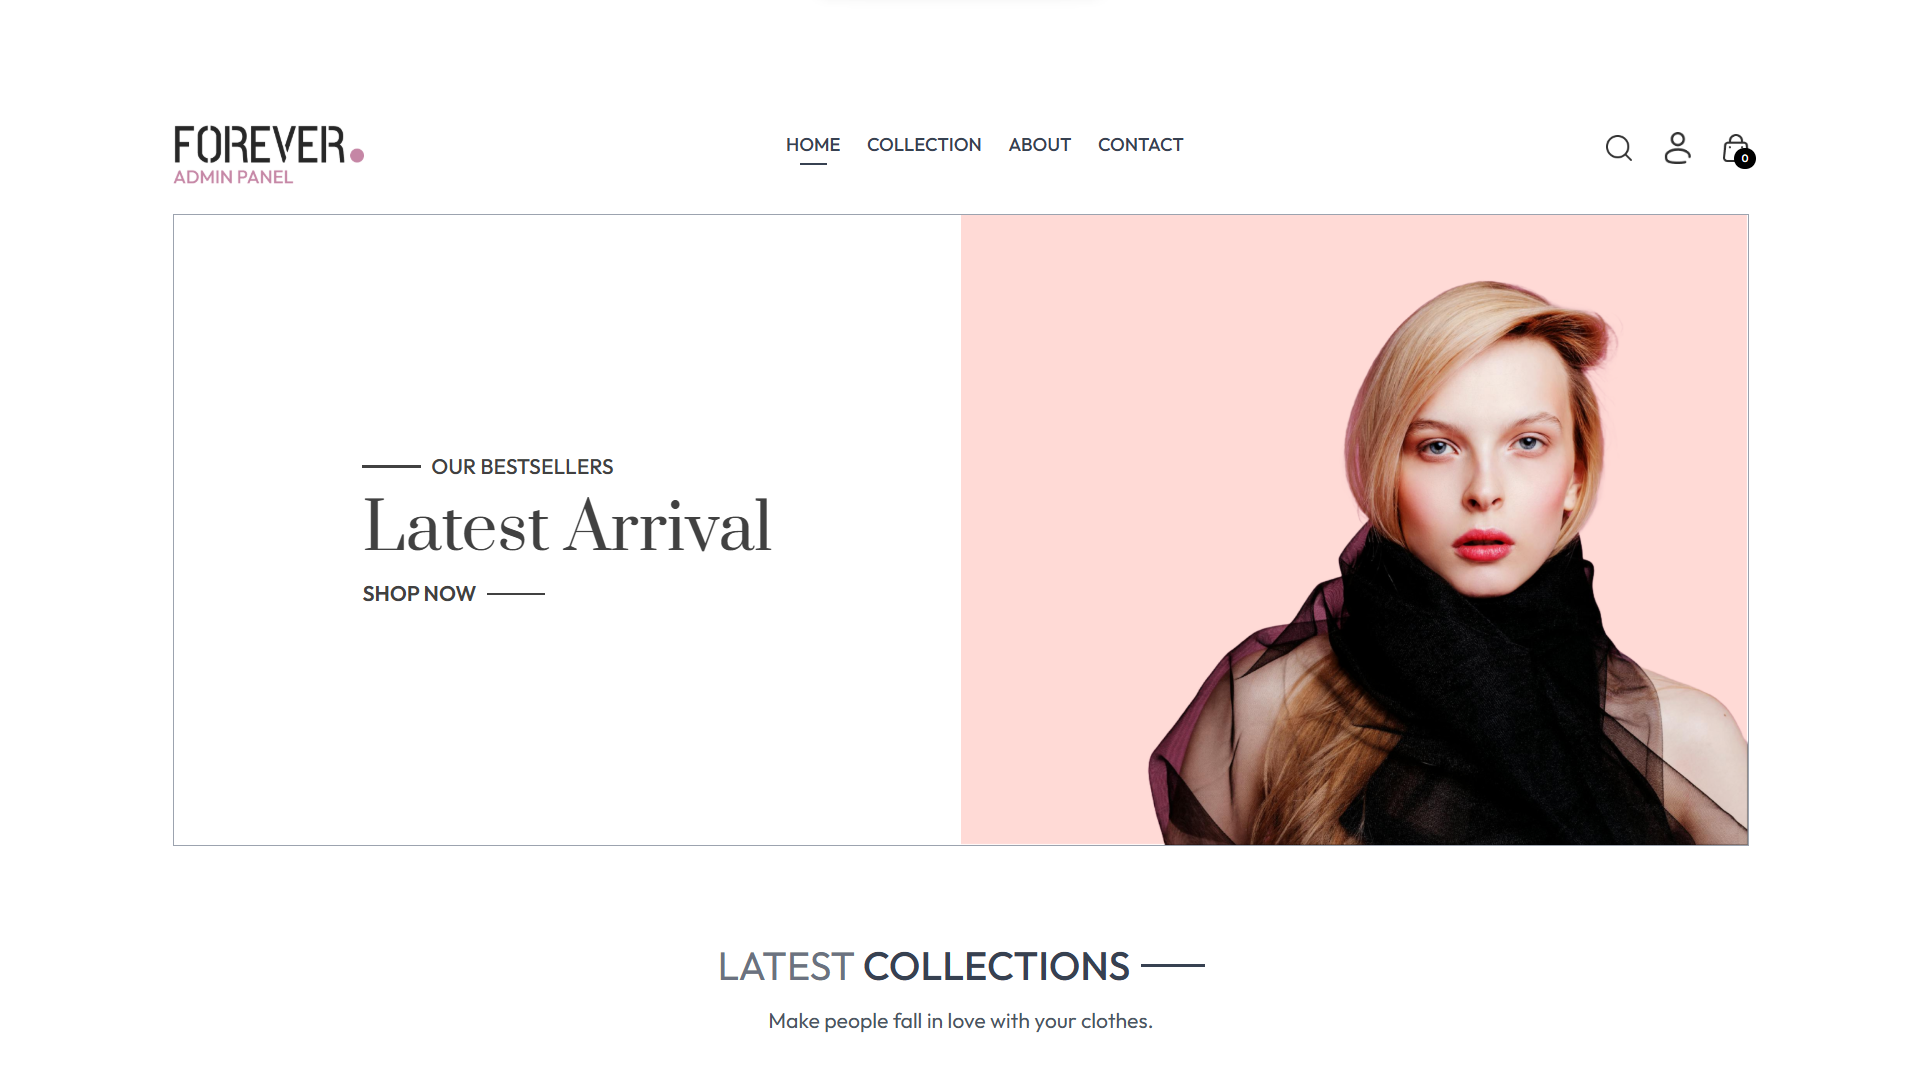 FOREVER.
ADMIN PANEL
HOME COLLECTION ABOUT CONTACT
0
OUR BESTSELLERS
Latest Arrival
SHOP NOW
LATEST COLLECTIONS
Make people fall in love with your clothes.